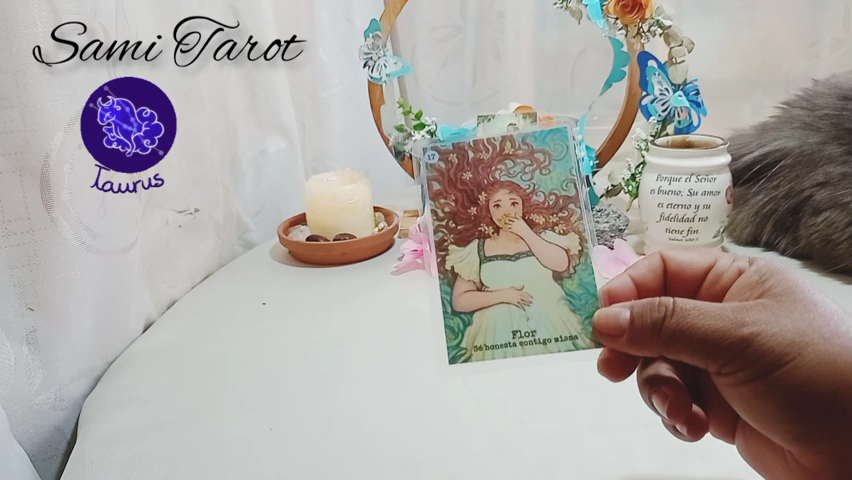 Sami Tarot
Taurus
17
Flor
Sé honesta contigo misma
Porque el Señor
es bueno; Su amor
es eterno y su
fidelidad no
tiene fin.